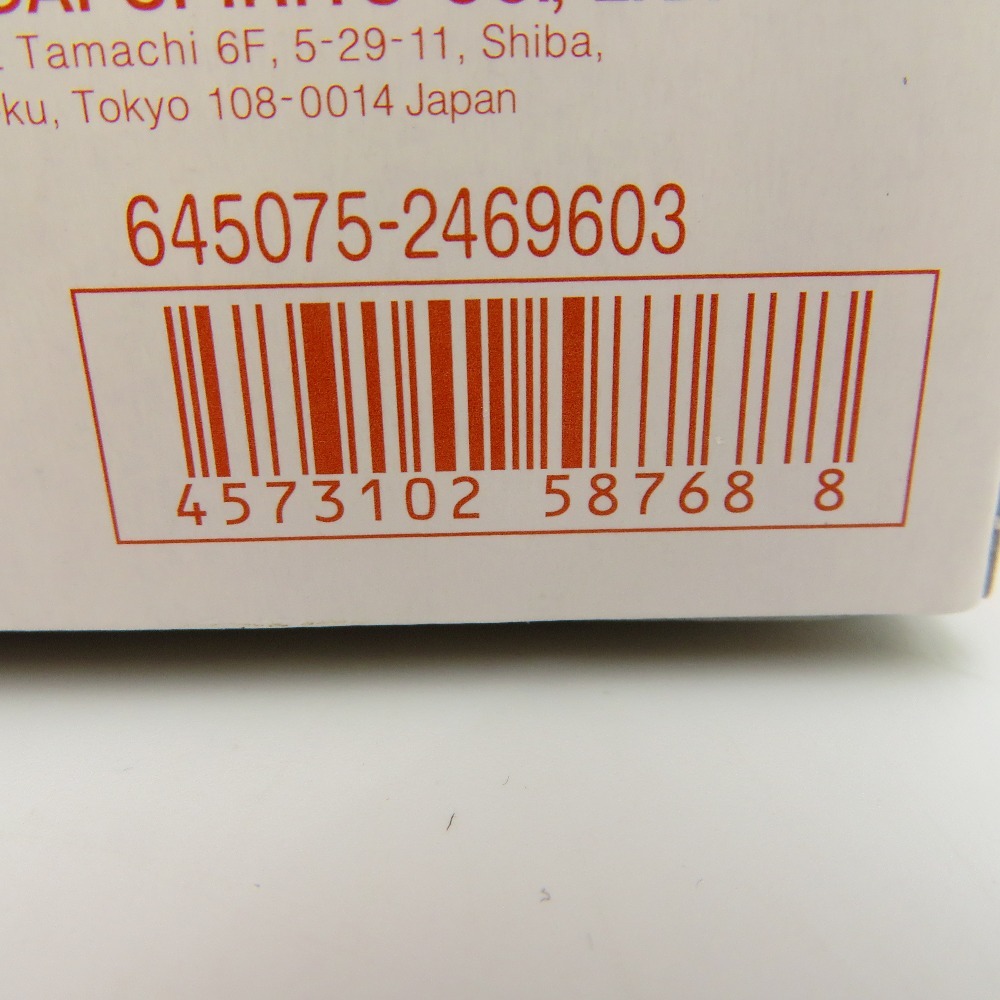 Tamachi 6F, 5-29-11, Shiba,
ku, Tokyo 108-0014 Japan
645075-2469603
4573102 58768 8